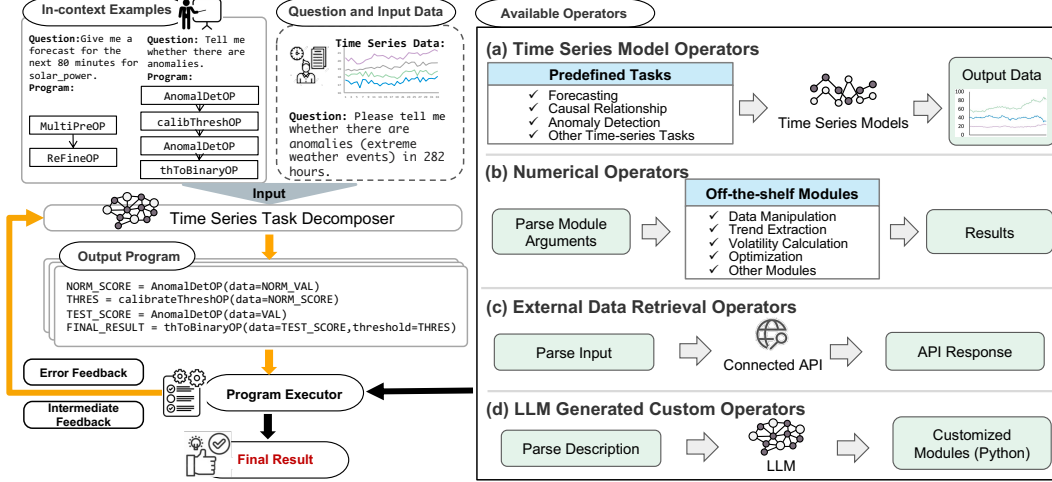 In-context Examples
Question:Give me a
forecast for the
next 80 minutes for
solar_power.
Program:
MultiPreOP
ReFineOP
Question: Tell me
whether there are
anomalies.
Program:
AnomalDetOP
calibThreshOP
AnomalDetOP
thToBinaryOP
Question and Input Data
Time Series Data:
Question: Please tell me
whether there are
anomalies (extreme
weather events) in 282
hours.
Input
Time Series Task Decomposer
Output Program
NORM_SCORE = AnomalDetOP(data=NORM_VAL)
THRES = calibrateThreshOP(data=NORM_SCORE)
TEST_SCORE = AnomalDetOP(data=VAL)
FINAL_RESULT = thToBinaryOP(data=TEST_SCORE,threshold=THRES)
Error Feedback
Intermediate
Feedback
Program Executor
Final Result
Available Operators
(a) Time Series Model Operators
Predefined Tasks
✓ Forecasting
✓ Causal Relationship
✓ Anomaly Detection
✓ Other Time-series Tasks
Time Series Models
Output Data
100
80
60
40
20
0
(b) Numerical Operators
Parse Module
Arguments
Off-the-shelf Modules
✓ Data Manipulation
✓ Trend Extraction
✓ Volatility Calculation
✓ Optimization
✓ Other Modules
Results
(c) External Data Retrieval Operators
Parse Input
Connected API
API Response
(d) LLM Generated Custom Operators
Parse Description
LLM
Customized
Modules (Python)